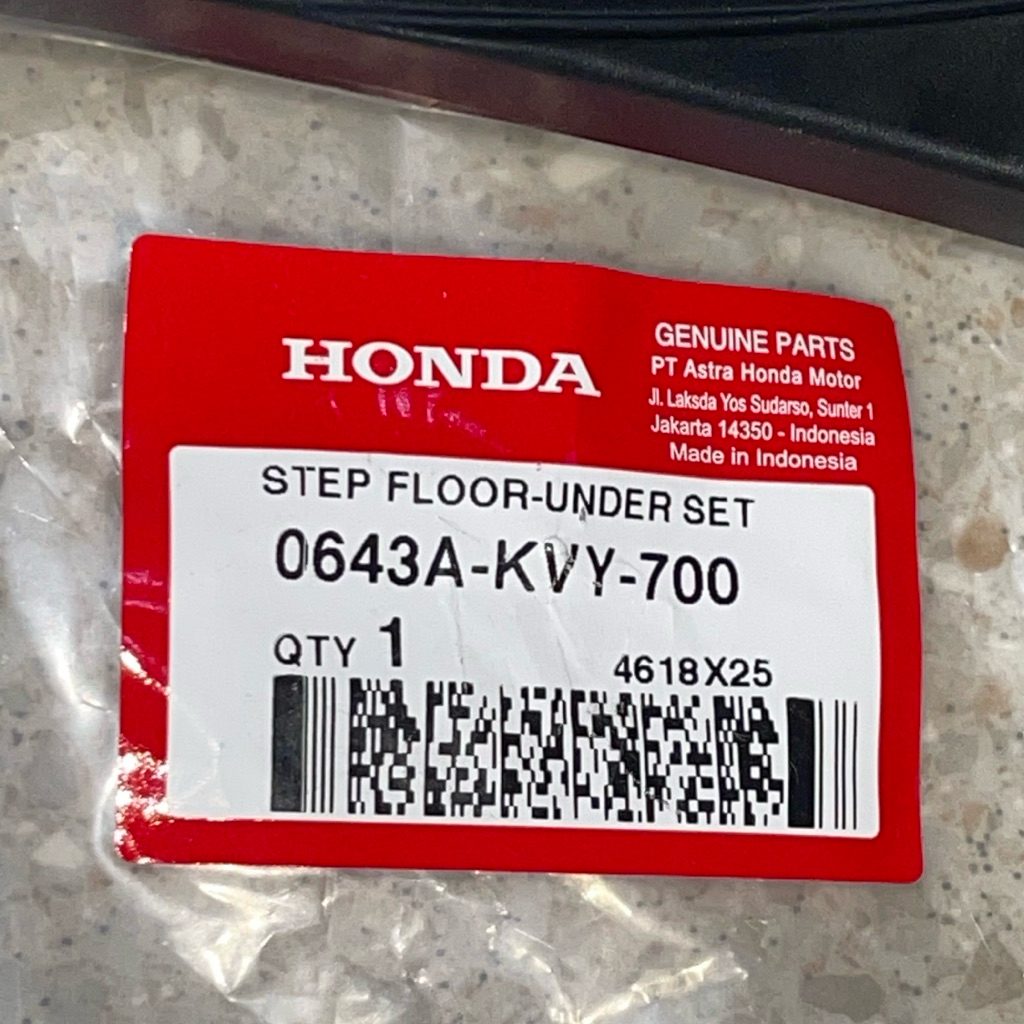 HONDA
GENUINE PARTS
PT Astra Honda Motor
Jl. Laksda Yos Sudarso, Sunter 1
Jakarta 14350 - Indonesia
Made in Indonesia
STEP FLOOR-UNDER SET
0643A-KVY-700
QTY 1
4618X25